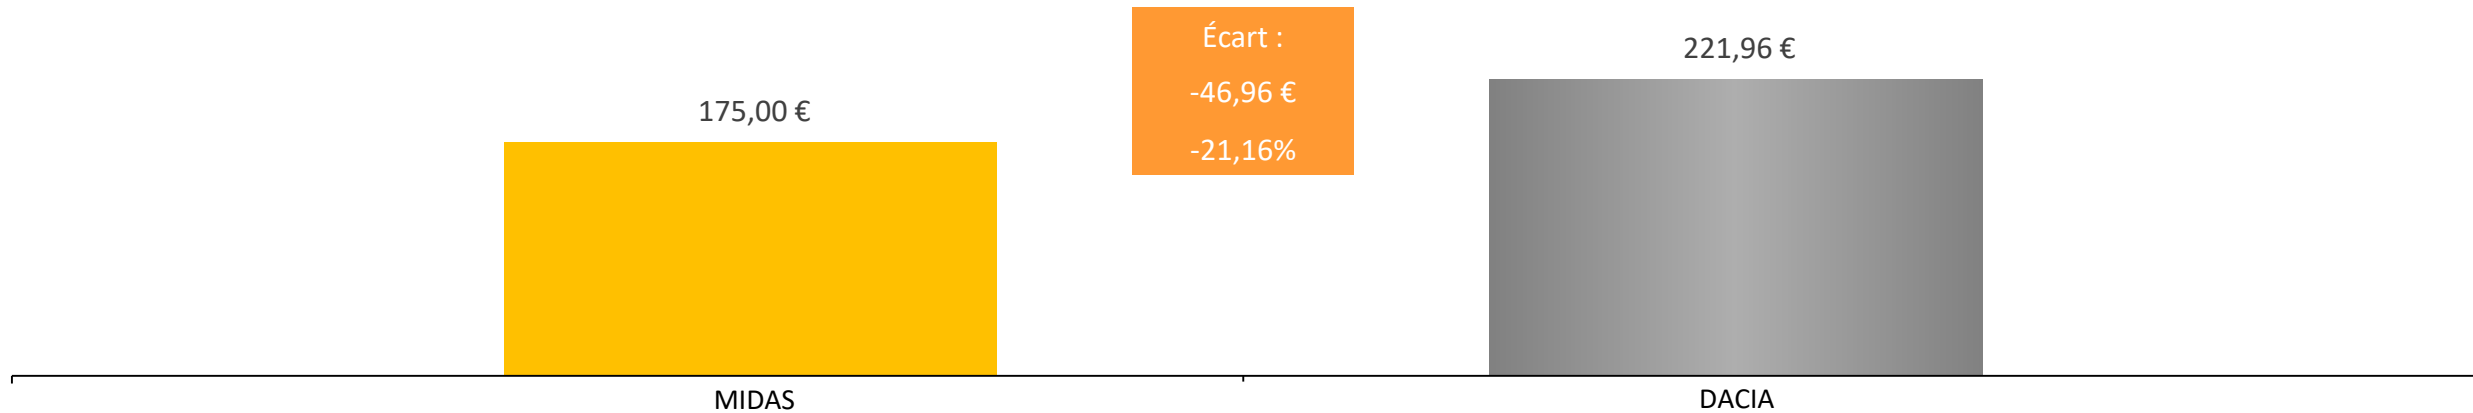 175,00 €
Écart :
-46,96 €
-21,16%
221,96 €
MIDAS
DACIA